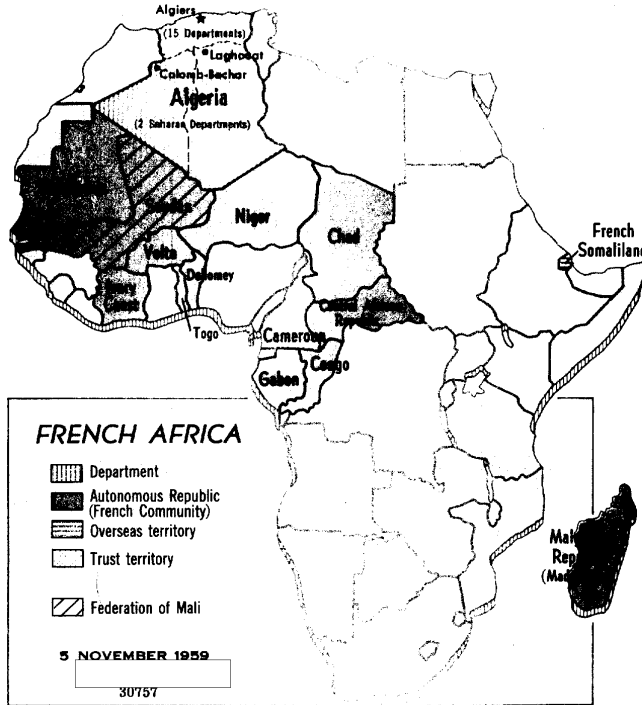 Algiers
(15 Departments)
Laghouat
Colomb-Bechar
Algeria
(2 Saharan Departments)
Niger
Chad
Volta
Dahomey
Togo
Cameroun
Congo
Gabon
French
Somaliland
FRENCH AFRICA
Department
Autonomous Republic
(French Community)
Overseas territory
Trust territory
Federation of Mali
5 NOVEMBER 1959
30757